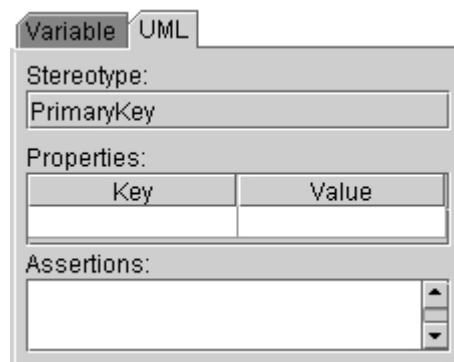 Variable UML
Stereotype:
PrimaryKey
Properties:
Key Value
Assertions: